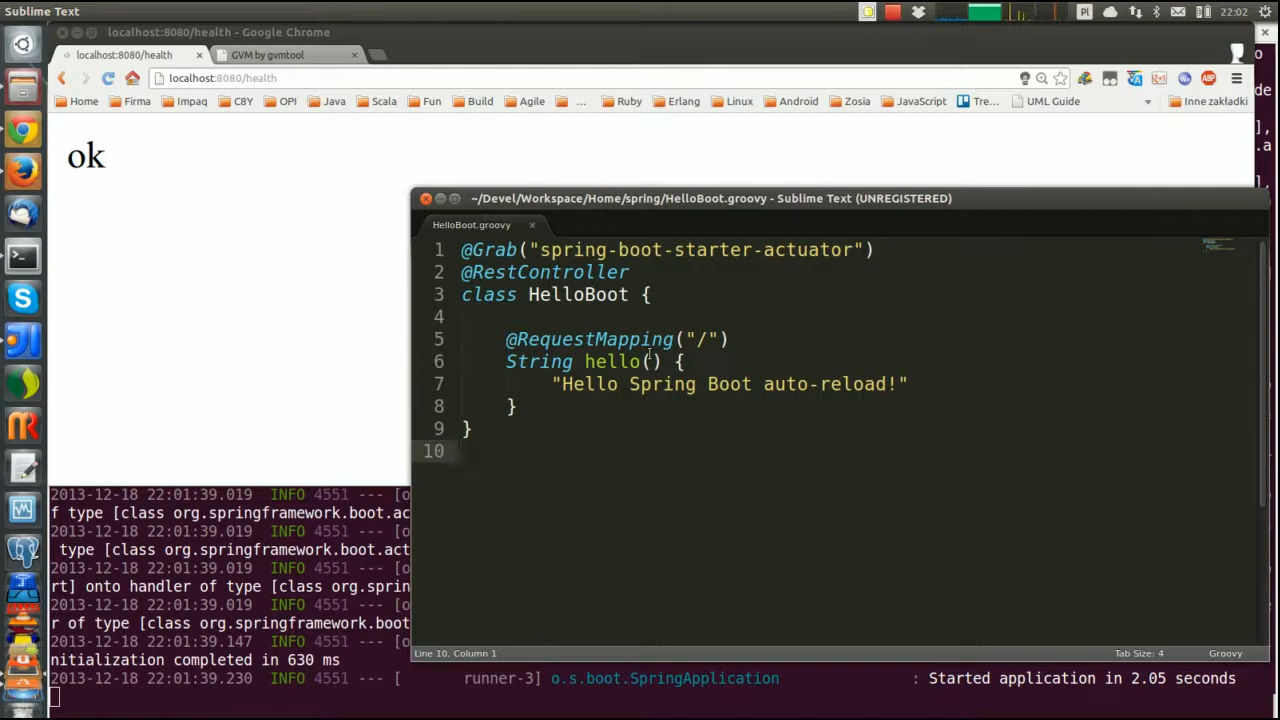 Sublime Text
Pl
22:02
localhost:8080/health - Google Chrome
localhost:8080/health
GVM by gvmtool
localhost:8080/health
Home Firma Impaq C8Y OPI Java Scala Fun Build Agile ... Ruby Erlang Linux Android Zosia JavaScript Tre... UML Guide Inne zakładki
ok
~/Devel/Workspace/Home/spring/HelloBoot.groovy - Sublime Text (UNREGISTERED)
HelloBoot.groovy
1 @Grab("spring-boot-starter-actuator")
2 @RestController
3 class HelloBoot {
4
5 @RequestMapping("/")
6 String hello() {
7 "Hello Spring Boot auto-reload!"
8 }
9 }
10
Line 10, Column 1
Tab Size: 4
Groovy
2013-12-18 22:01:39.019 INFO 4551 --- [o
f type [class org.springframework.boot.ac
2013-12-18 22:01:39.019 INFO 4551 --- [o
type [class org.springframework.boot.act
2013-12-18 22:01:39.019 INFO 4551 --- [o
rt] onto handler of type [class org.sprin
2013-12-18 22:01:39.019 INFO 4551 --- [o
r of type [class org.springframework.boot
2013-12-18 22:01:39.147 INFO 4551 --- [o
nitialization completed in 630 ms
2013-12-18 22:01:39.230 INFO 4551 --- [ runner-3] o.s.boot.SpringApplication : Started application in 2.05 seconds